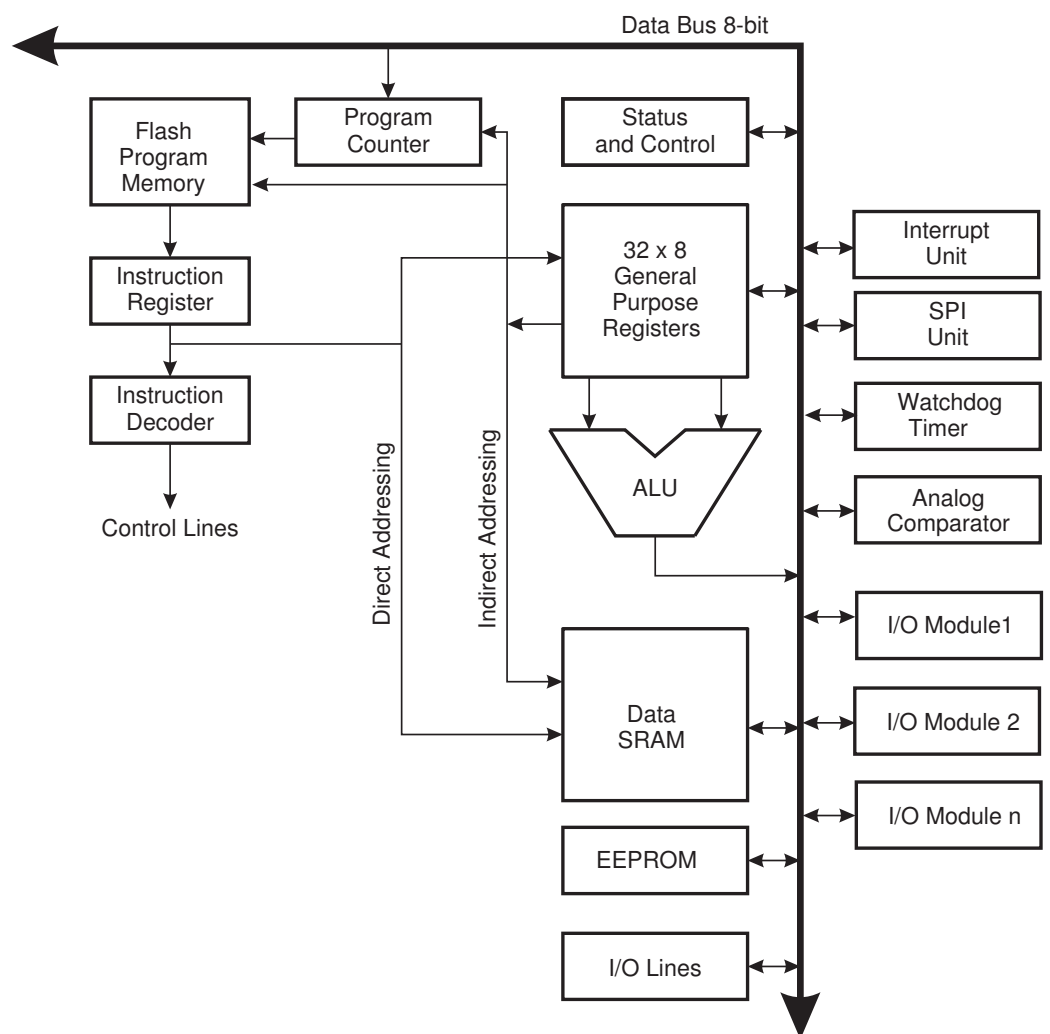 Data Bus 8-bit
Flash
Program
Memory
Program
Counter
Status
and Control
32 x 8
General
Purpose
Registers
Interrupt
Unit
Instruction
Register
SPI
Unit
Instruction
Decoder
Watchdog
Timer
ALU
Analog
Comparator
Control Lines
Direct Addressing
Indirect Addressing
I/O Module1
Data
SRAM
I/O Module 2
I/O Module n
EEPROM
I/O Lines